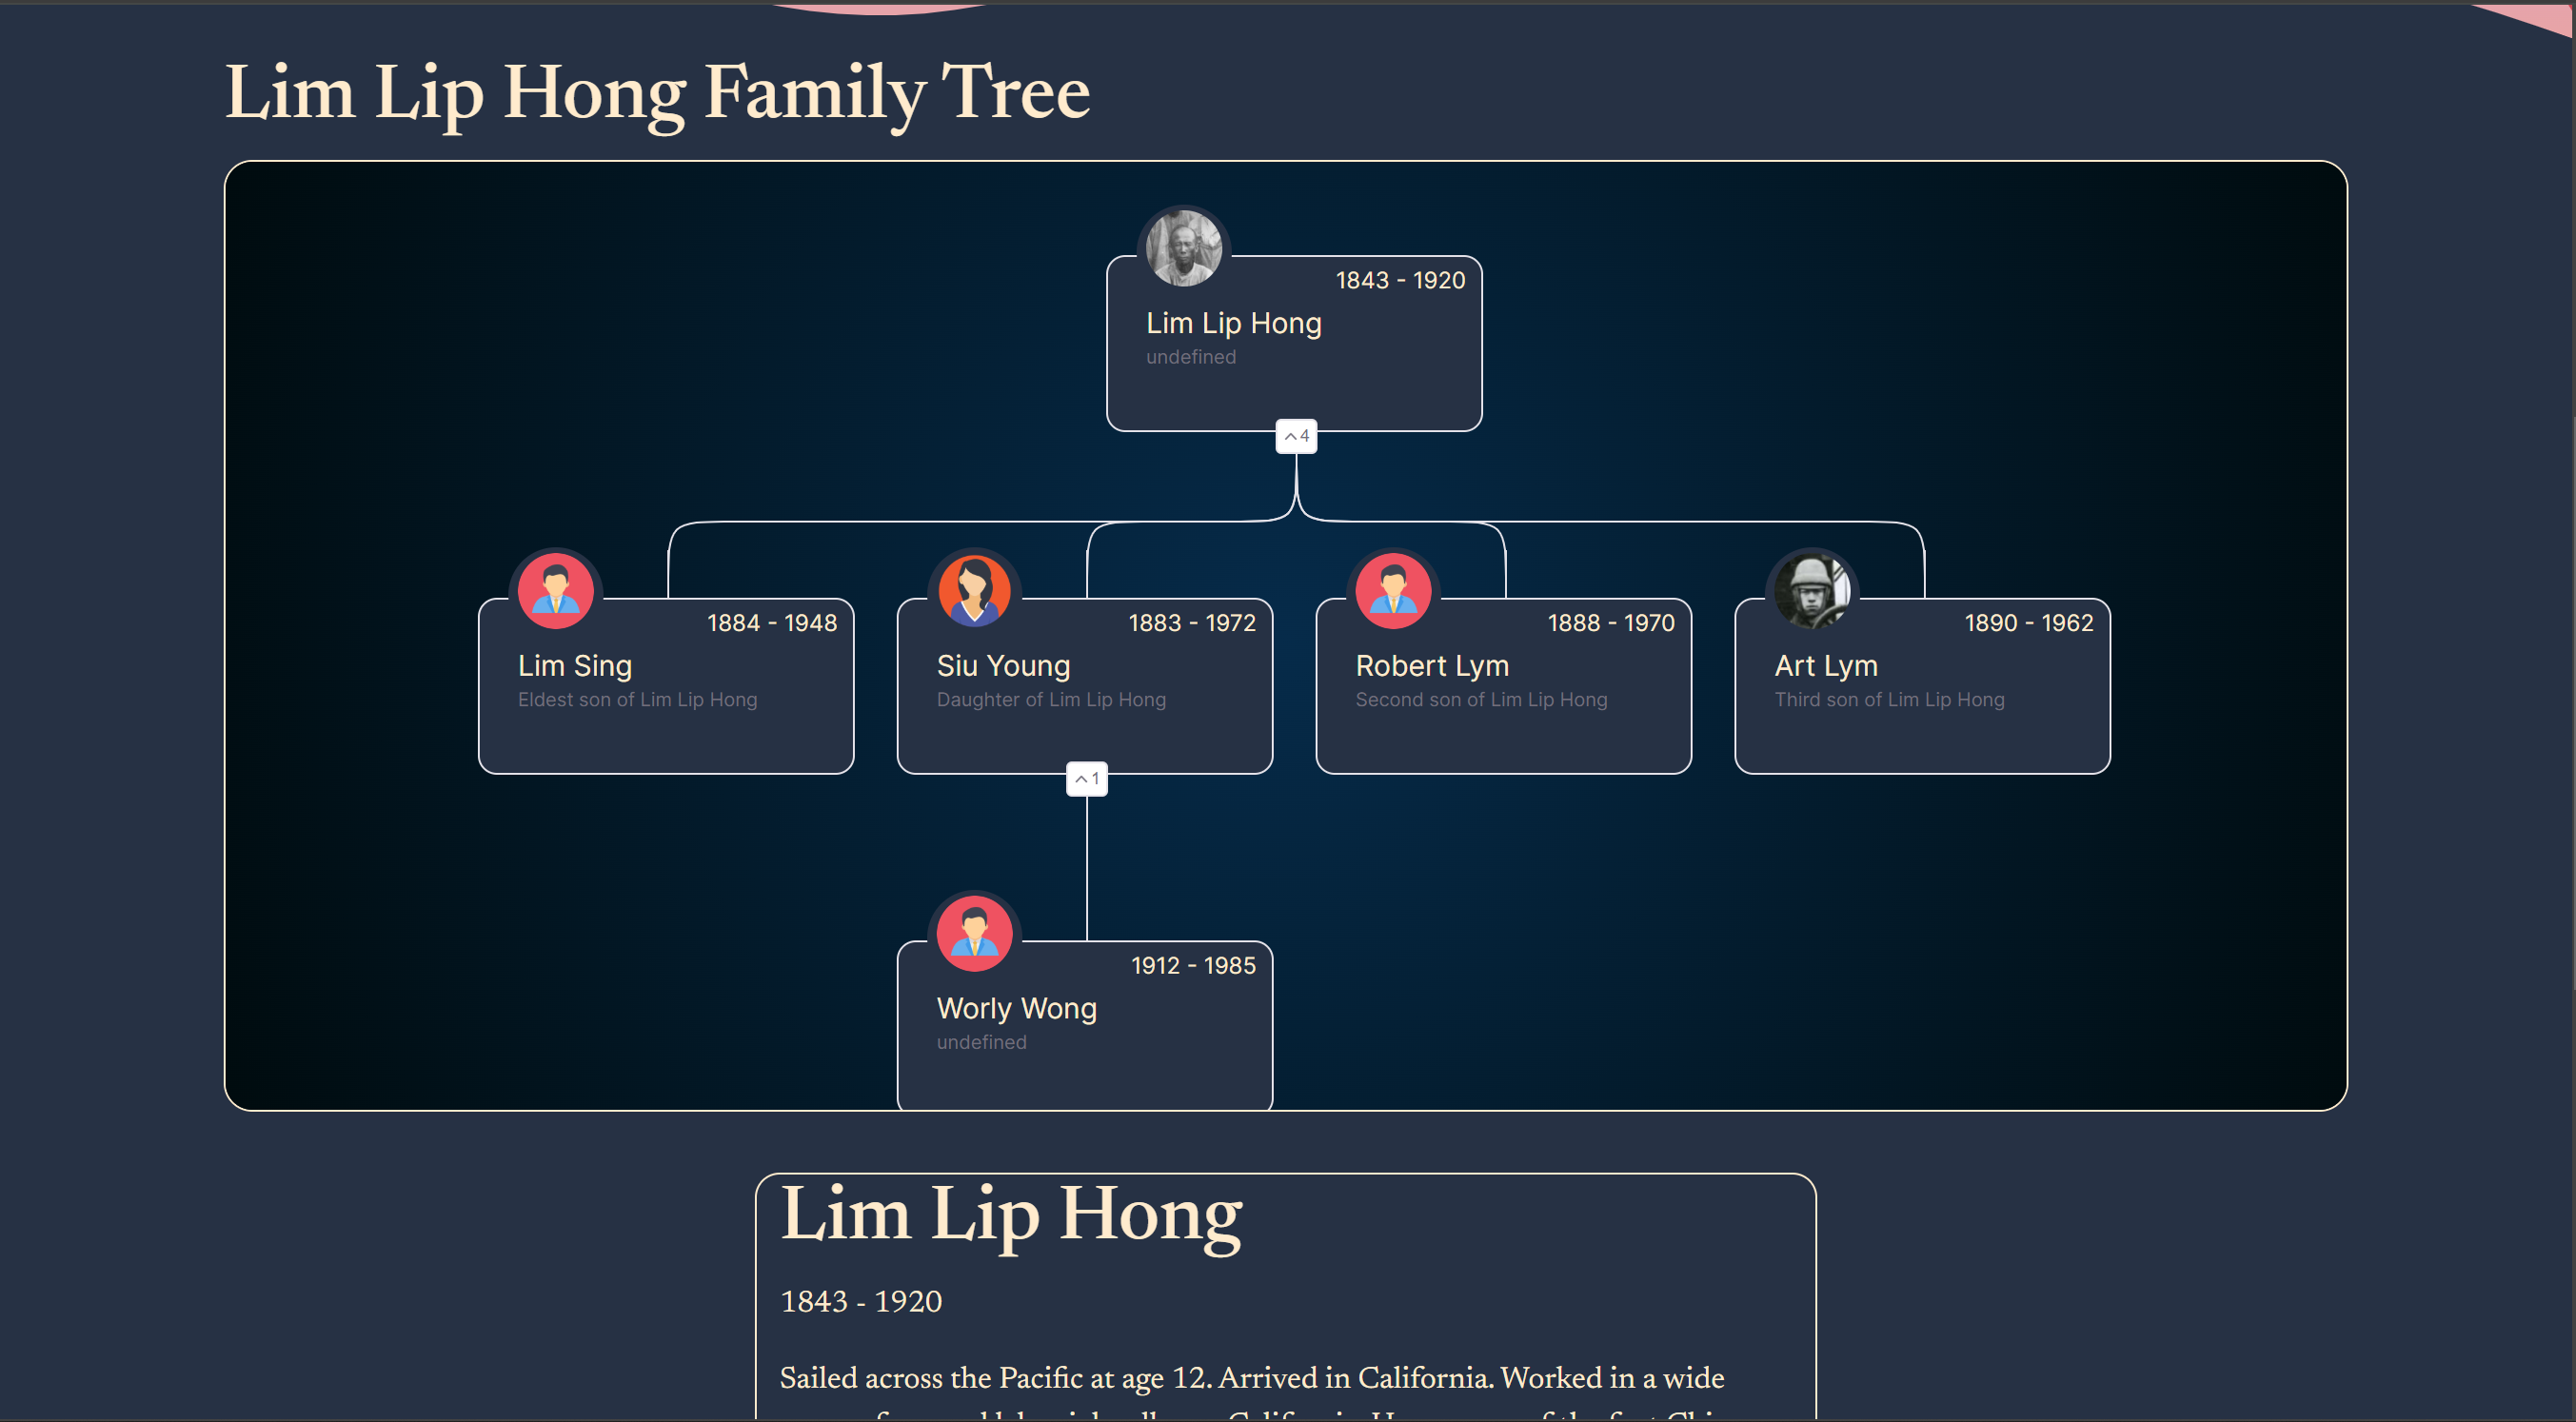 Lim Lip Hong Family Tree
1843 - 1920
Lim Lip Hong
undefined
4
1884 - 1948
Lim Sing
Eldest son of Lim Lip Hong
1883 - 1972
Siu Young
Daughter of Lim Lip Hong
1888 - 1970
Robert Lym
Second son of Lim Lip Hong
1890 - 1962
Art Lym
Third son of Lim Lip Hong
1
1912 - 1985
Worly Wong
undefined
Lim Lip Hong
1843 - 1920
Sailed across the Pacific at age 12. Arrived in California. Worked in a wide